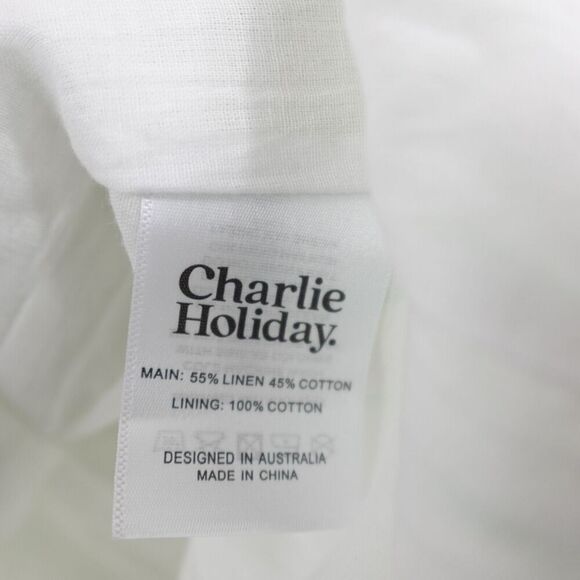 Charlie
Holiday.
MAIN: 55% LINEN 45% COTTON
LINING: 100% COTTON
DESIGNED IN AUSTRALIA
MADE IN CHINA